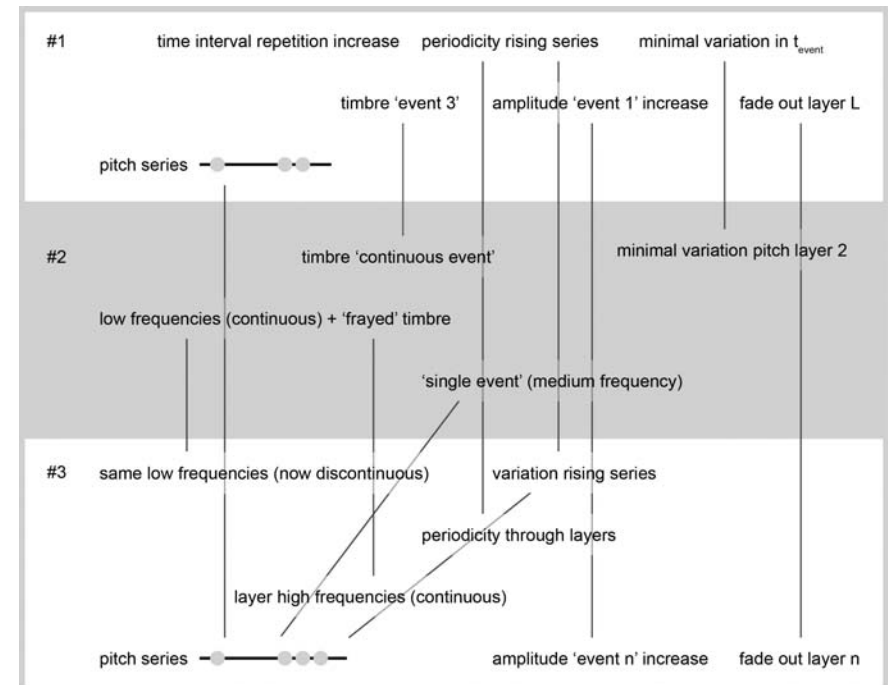 #1 time interval repetition increase periodicity rising series minimal variation in t_event
timbre ‘event 3’ amplitude ‘event 1’ increase fade out layer L
pitch series
#2 timbre ‘continuous event’ minimal variation pitch layer 2
low frequencies (continuous) + ‘frayed’ timbre
‘single event’ (medium frequency)
#3 same low frequencies (now discontinuous) variation rising series
periodicity through layers
layer high frequencies (continuous)
pitch series amplitude ‘event n’ increase fade out layer n